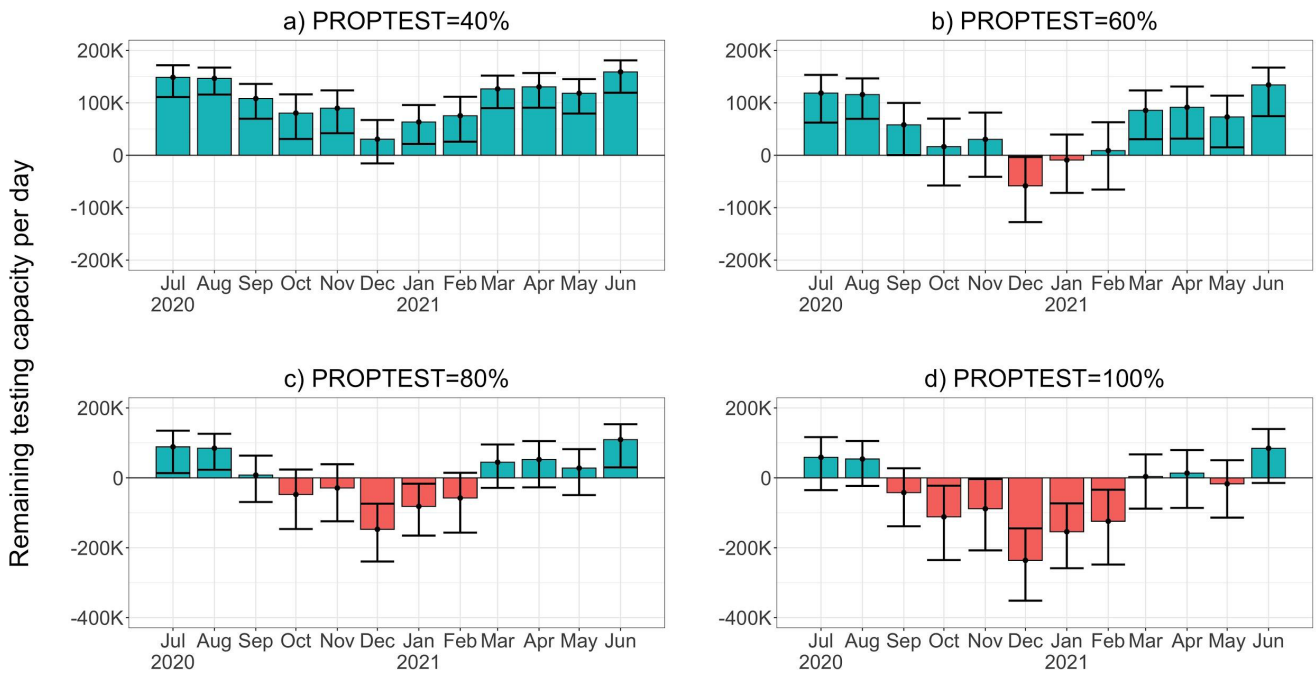 a) PROPTEST=40%
200K
100K
0
-100K
-200K
Jul Aug Sep Oct Nov Dec Jan Feb Mar Apr May Jun
2020 2021
b) PROPTEST=60%
200K
100K
0
-100K
-200K
Jul Aug Sep Oct Nov Dec Jan Feb Mar Apr May Jun
2020 2021
Remaining testing capacity per day
c) PROPTEST=80%
200K
0
-200K
-400K
Jul Aug Sep Oct Nov Dec Jan Feb Mar Apr May Jun
2020 2021
d) PROPTEST=100%
200K
0
-200K
-400K
Jul Aug Sep Oct Nov Dec Jan Feb Mar Apr May Jun
2020 2021